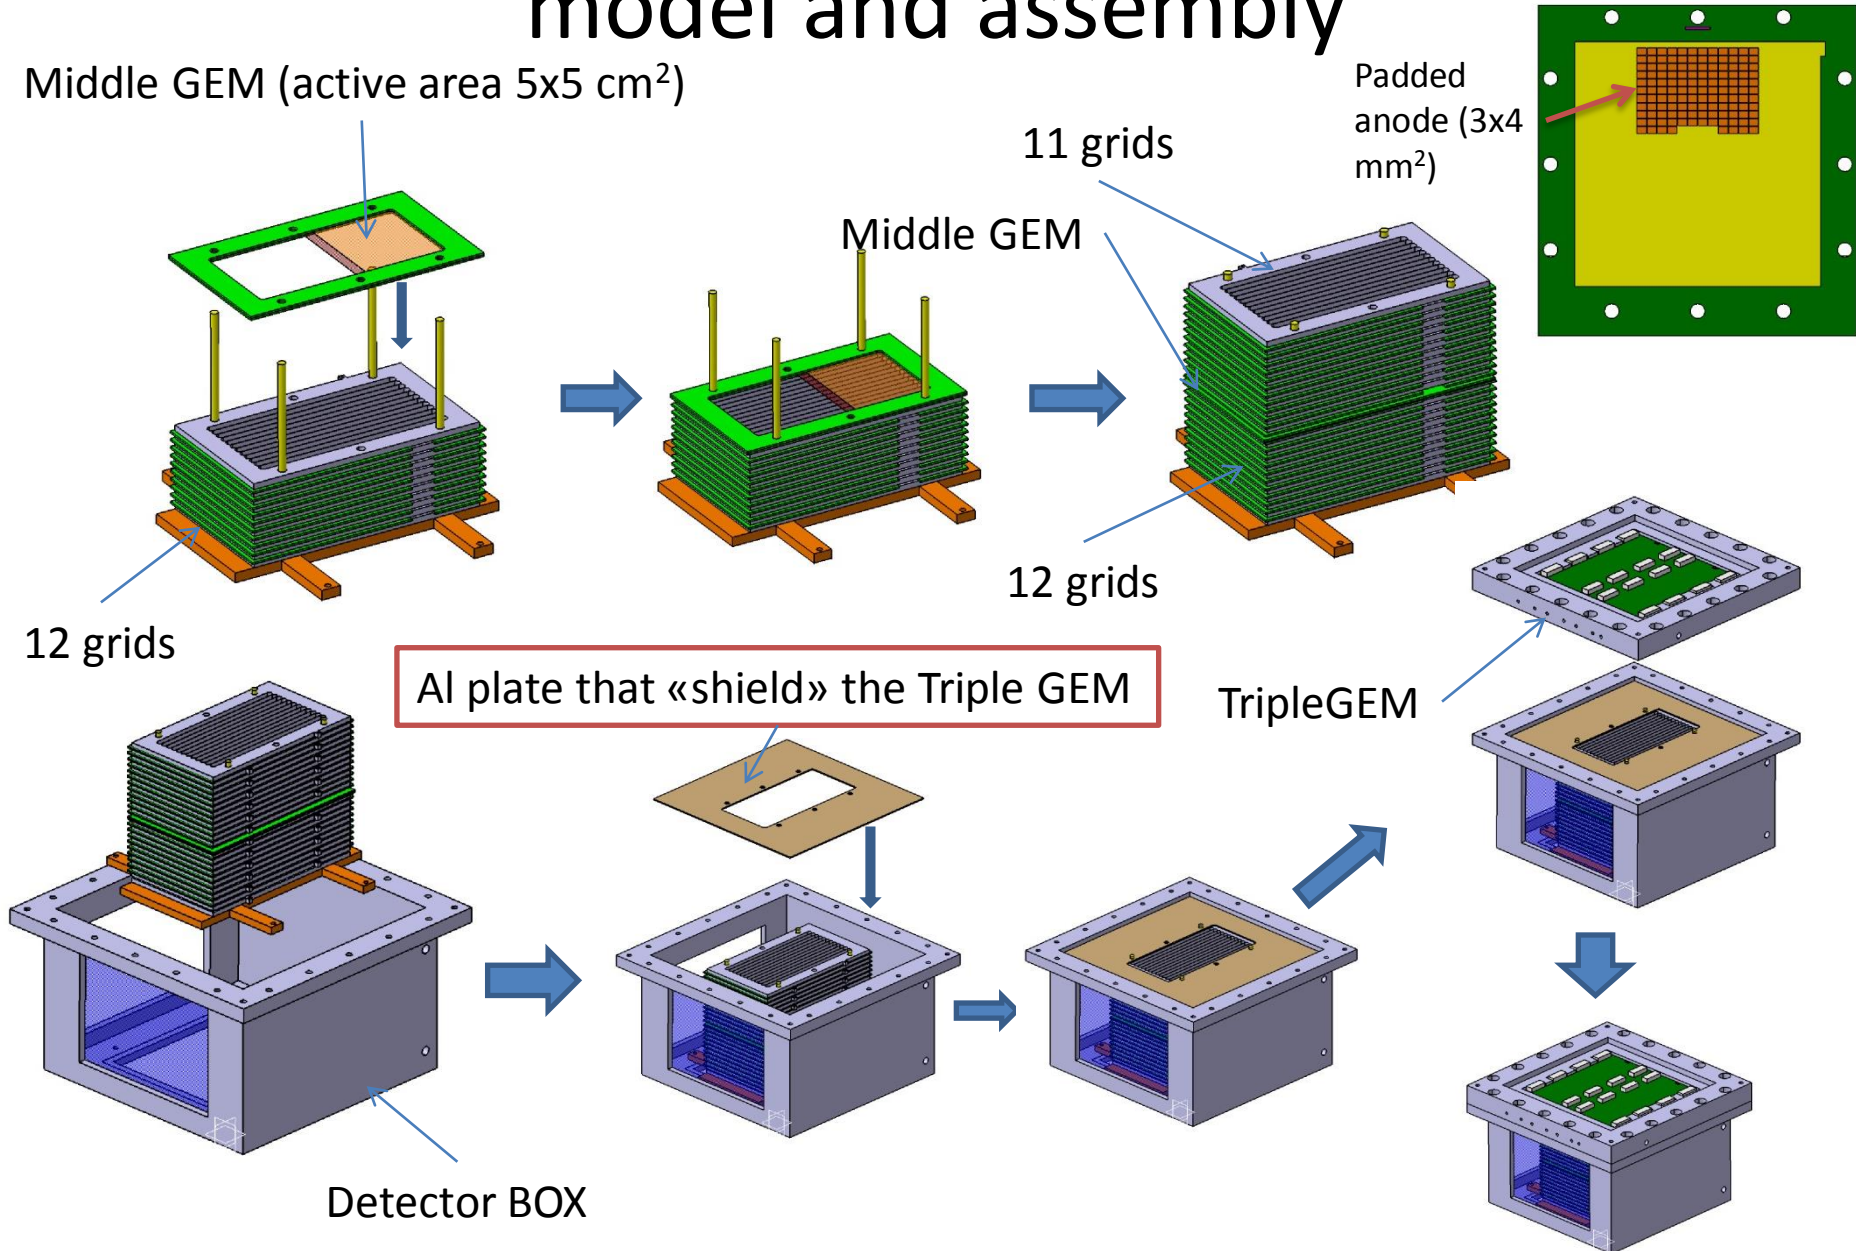 model and assembly
Middle GEM (active area 5x5 cm²)
Padded
anode (3x4
mm²)
11 grids
Middle GEM
12 grids
12 grids
Al plate that «shield» the Triple GEM
TripleGEM
Detector BOX